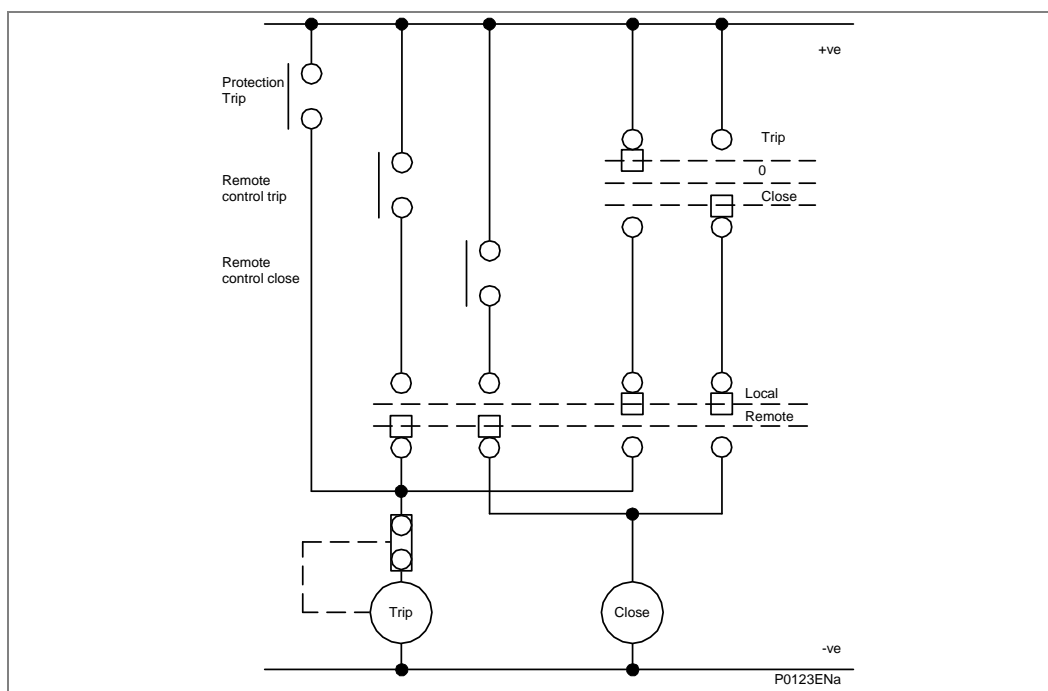 +ve
Protection
Trip
Trip
0
Remote
control trip
Close
Remote
control close
Local
Remote
Trip
Close
-ve
P0123ENa